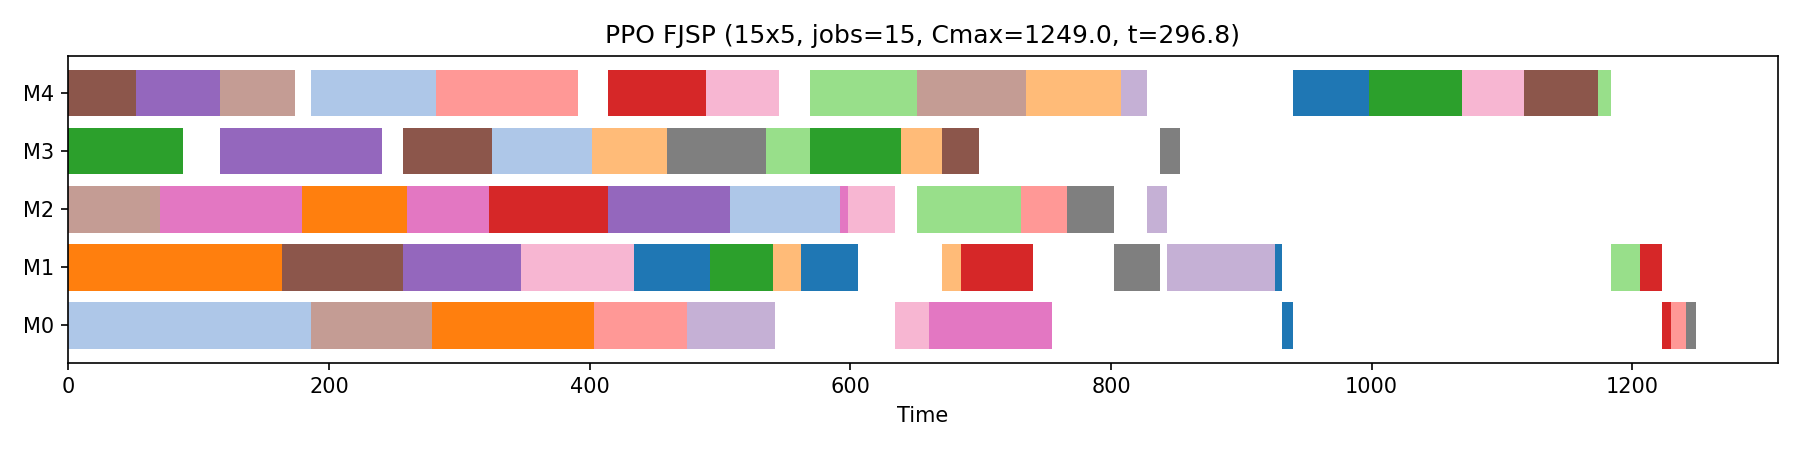 PPO FJSP (15x5, jobs=15, Cmax=1249.0, t=296.8)
M4
M3
M2
M1
M0
0 200 400 600 800 1000 1200
Time